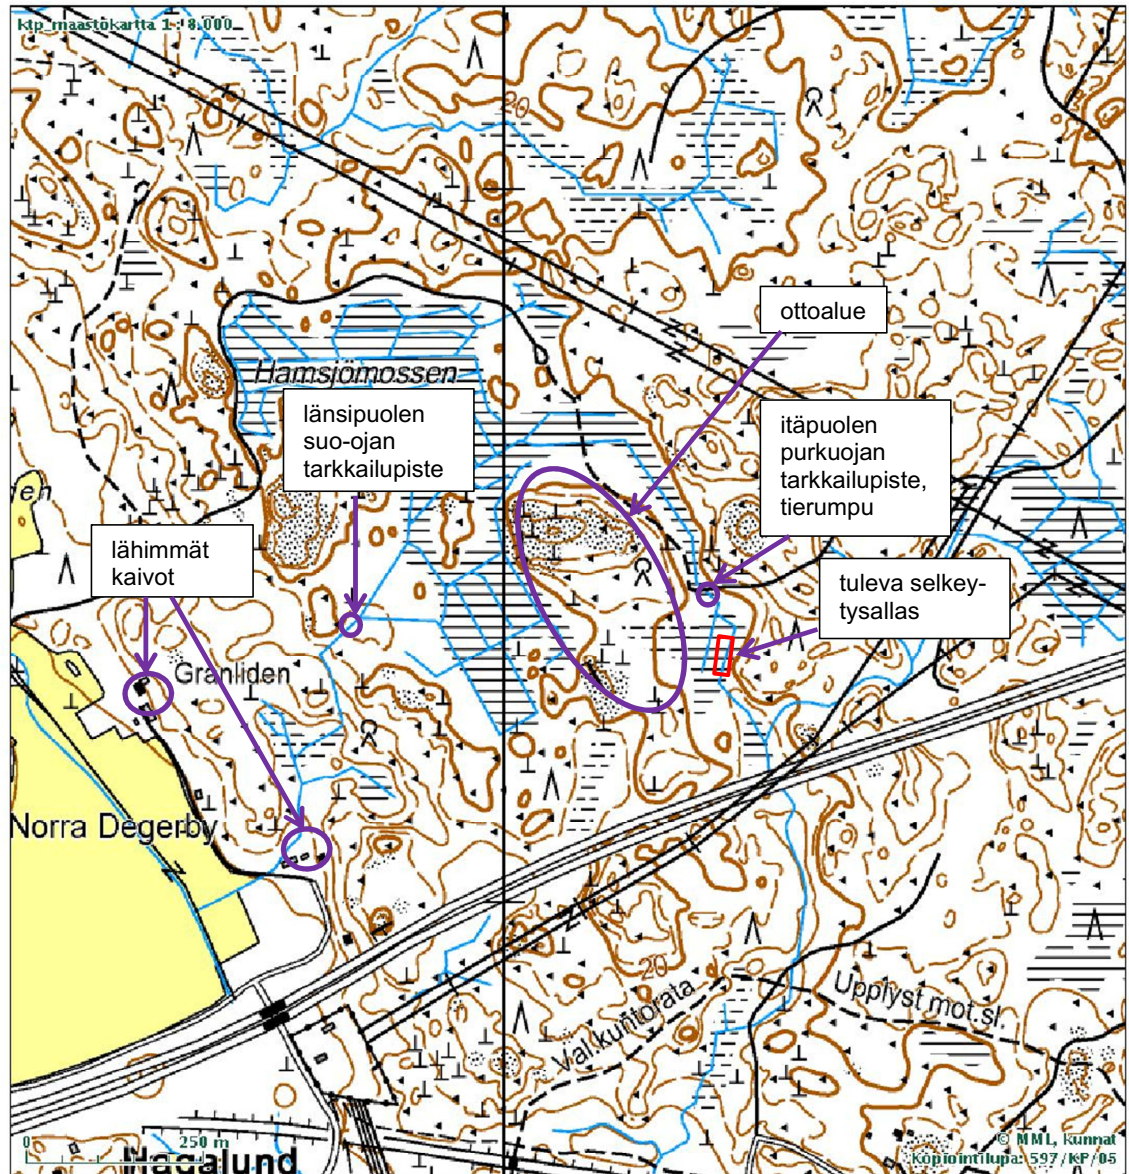 ktp_maastokartta 1 : 8.000
20
ottoalue
Hamsjömossen
länsipuolen
suo-ojan
tarkkailupiste
itäpuolen
purkuojan
tarkkailupiste,
tierumpu
lähimmät
kaivot
tuleva selkey-
tysallas
Granliden
Norra Degerby
20
Val.kuntorata
Upplyst mot.sl.
0 250 m
Hagalund
© MML, kunnat
Kopiointilupa: 597/KP/05